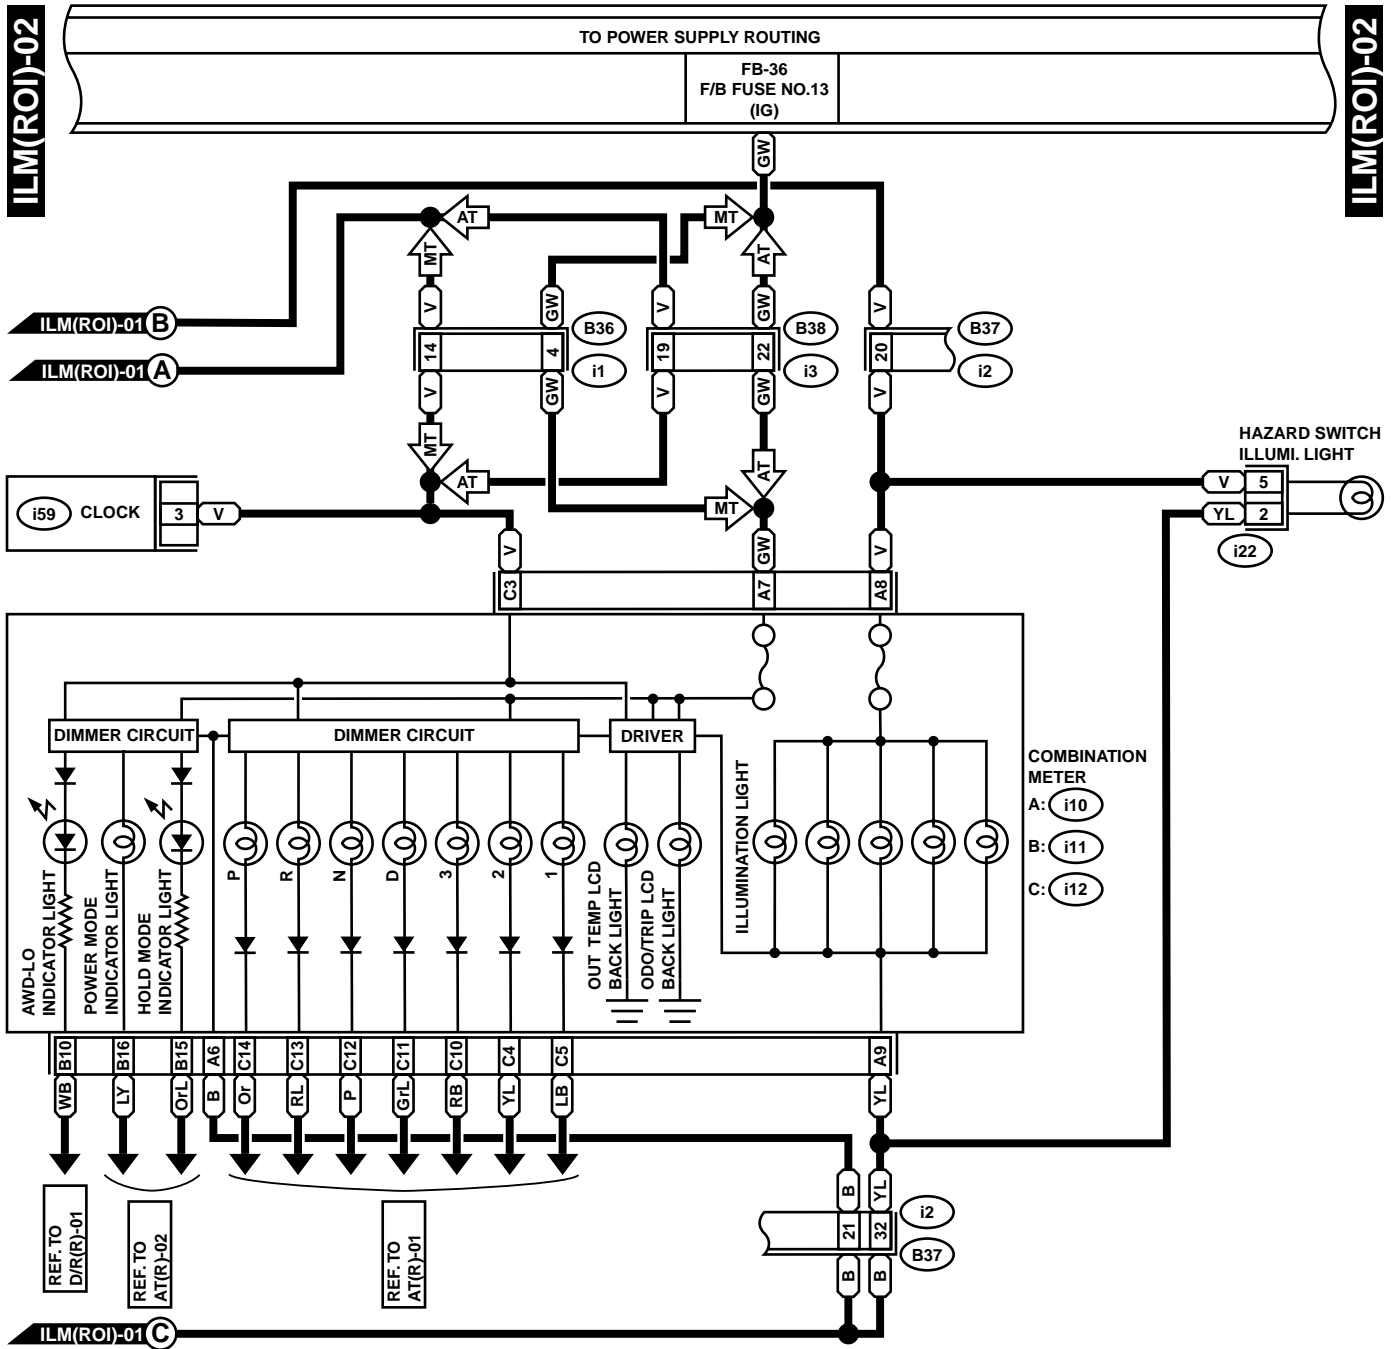 ILM(ROI)-02
ILM(ROI)-02
TO POWER SUPPLY ROUTING
FB-36
F/B FUSE NO.13
(IG)
GW
AT
MT
MT
AT
V
GW
V
GW
V
ILM(ROI)-01 B
ILM(ROI)-01 A
14
4
B36
i1
19
22
B38
i3
20
B37
i2
V
GW
V
GW
V
MT
AT
AT
MT
HAZARD SWITCH
ILLUMI. LIGHT
V 5
YL 2
i22
i59 CLOCK 3 V
V
GW
V
C3
A7
A8
DIMMER CIRCUIT
DIMMER CIRCUIT
DRIVER
AWD-LO
INDICATOR LIGHT
POWER MODE
INDICATOR LIGHT
HOLD MODE
INDICATOR LIGHT
P
R
N
D
3
2
1
OUT TEMP LCD
BACK LIGHT
ODO/TRIP LCD
BACK LIGHT
ILLUMINATION LIGHT
COMBINATION
METER
A: i10
B: i11
C: i12
B10
B16
B15
A6
C14
C13
C12
C11
C10
C4
C5
A9
WB
LY
OrL
B
Or
RL
P
GrL
RB
YL
LB
YL
REF. TO
D/R(R)-01
REF. TO
AT(R)-02
REF. TO
AT(R)-01
B
YL
21
32
i2
B37
B
B
ILM(ROI)-01 C